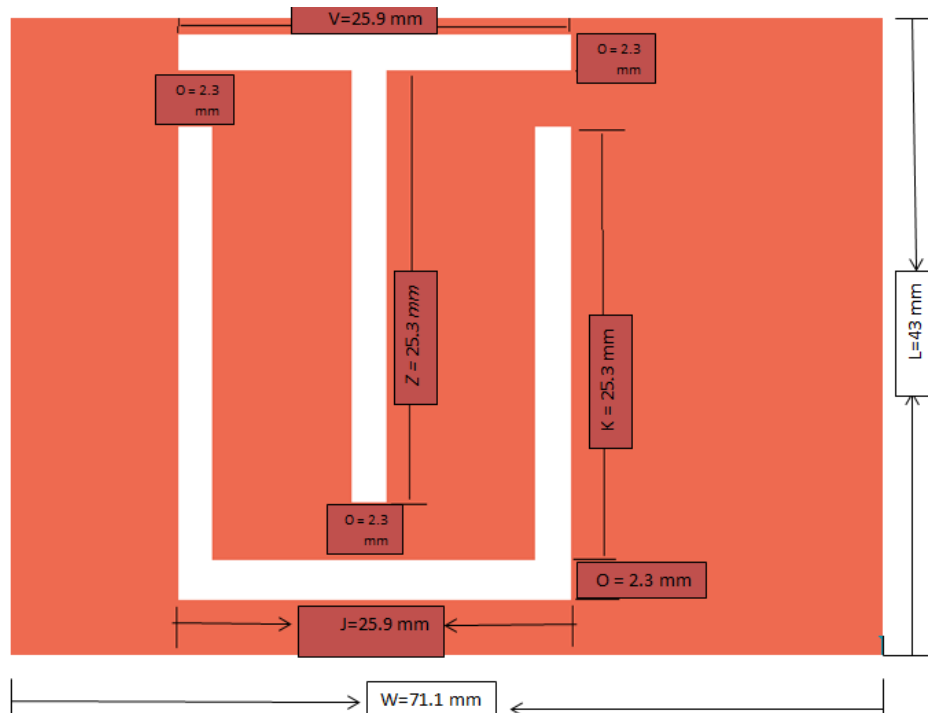 V=25.9 mm
O = 2.3
mm
O = 2.3
mm
Z = 25.3 mm
K = 25.3 mm
L=43 mm
O = 2.3
mm
O = 2.3 mm
J=25.9 mm
W=71.1 mm